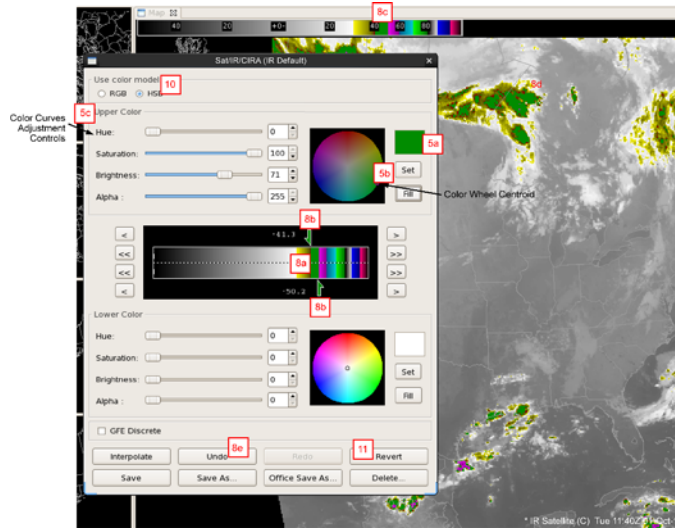 Map
8c
40 20 +0- 20 40 60 80
Sat/IR/CIRA (IR Default)
Use color model
10
RGB HSB
5c
Upper Color
Color Curves
Adjustment
Controls
Hue: 0
Saturation: 100
Brightness: 71
Alpha : 255
5a
5b
Set
Fill
Color Wheel Centroid
8d
8b
-41.3
< >
<< >>
8a
<< >>
< >
-50.2
8b
Lower Color
Hue: 0
Saturation: 0
Brightness: 0
Alpha : 0
Set
Fill
GFE Discrete
8e
11
Interpolate Undo Redo Revert
Save Save As... Office Save As... Delete...
* IR Satellite (C) Tue 11:40Z 01-Oct-